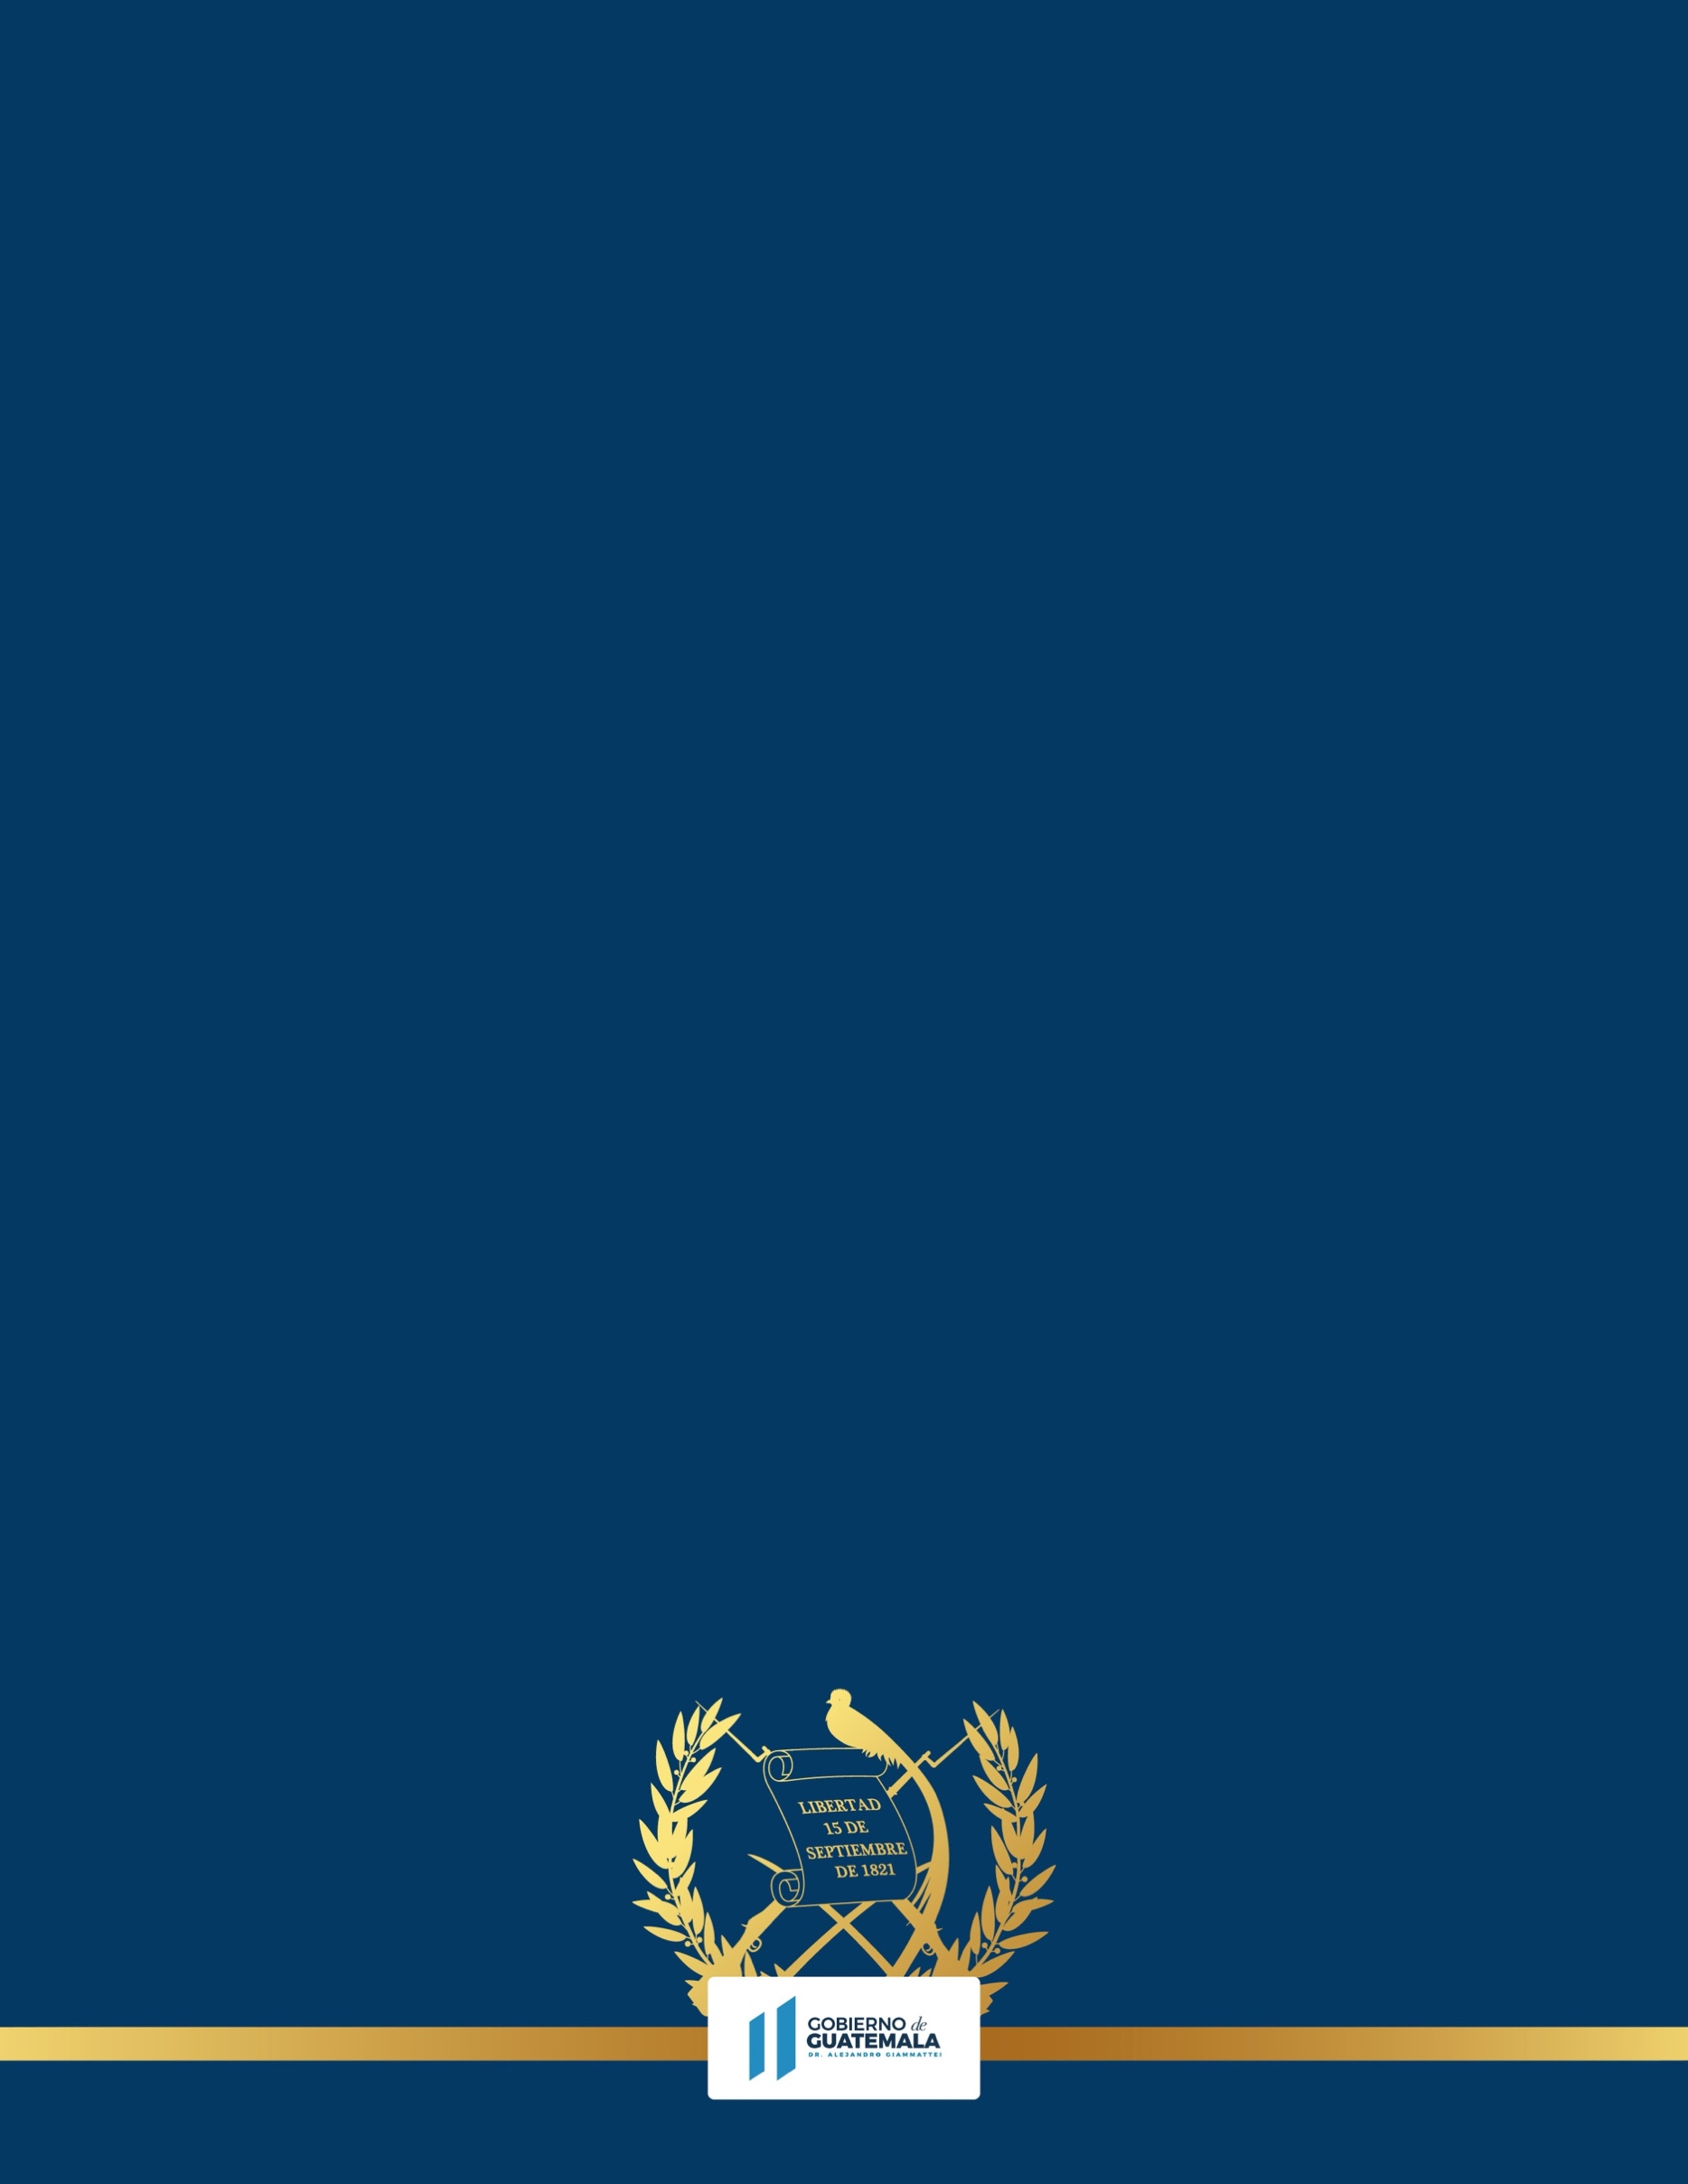 LIBERTAD
15 DE
SEPTIEMBRE
DE 1821
GOBIERNO de
GUATEMALA
DR. ALEJANDRO GIAMMATTEI